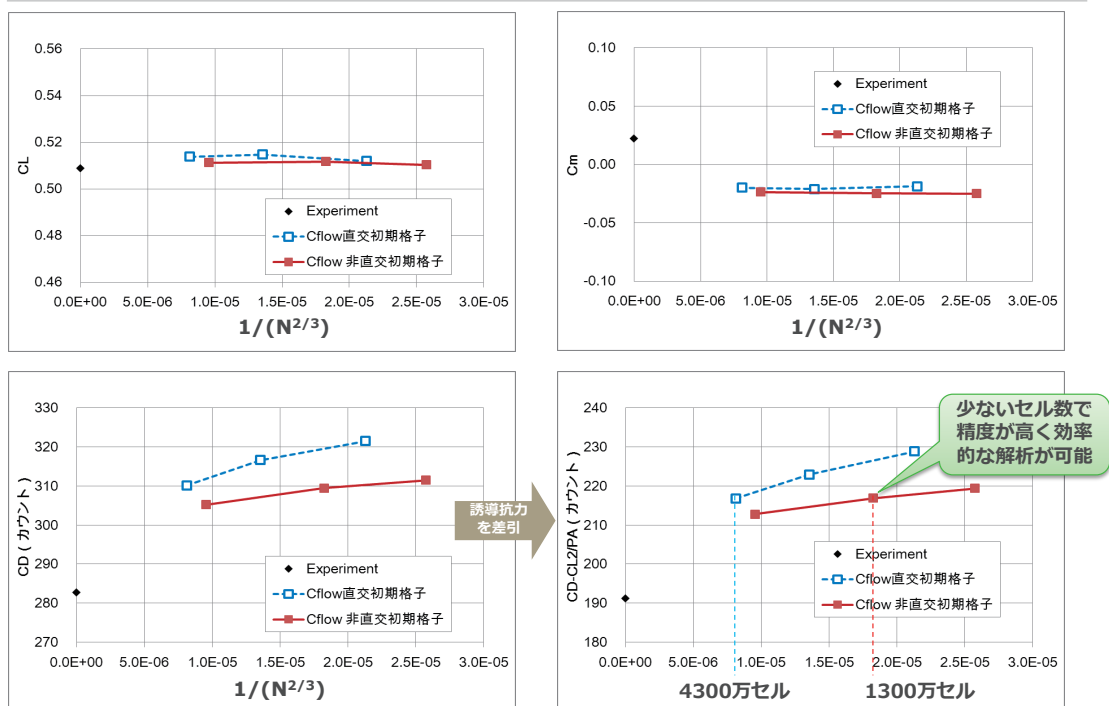 0.56
0.54
0.52
0.50
0.48
0.46
CL
Experiment
Cflow直交初期格子
Cflow 非直交初期格子
0.0E+00 5.0E-06 1.0E-05 1.5E-05 2.0E-05 2.5E-05 3.0E-05
1/(N^2/3)
0.10
0.05
0.00
-0.05
-0.10
Cm
Experiment
Cflow直交初期格子
Cflow 非直交初期格子
0.0E+00 5.0E-06 1.0E-05 1.5E-05 2.0E-05 2.5E-05 3.0E-05
1/(N^2/3)
330
320
310
300
290
280
270
CD ( カウント )
Experiment
Cflow直交初期格子
Cflow 非直交初期格子
0.0E+00 5.0E-06 1.0E-05 1.5E-05 2.0E-05 2.5E-05 3.0E-05
1/(N^2/3)
誘導抗力
を差引
240
230
220
210
200
190
180
CD-CL2/PA ( カウント )
少ないセル数で
精度が高く効率
的な解析が可能
Experiment
Cflow直交初期格子
Cflow 非直交初期格子
0.0E+00 5.0E-06 1.0E-05 1.5E-05 2.0E-05 2.5E-05 3.0E-05
4300万セル 1300万セル